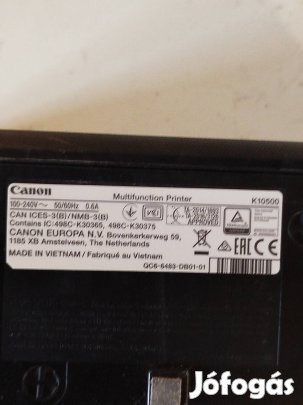 Canon Multifunction Printer K10500
100-240V~ 50/60Hz 0.6A
CAN ICES-3(B)/NMB-3(B)
Contains IC:498C-K30365, 498C-K30375
APPROVED
CANON EUROPA N.V. Bovenkerkerweg 59,
1185 XB Amstelveen, The Netherlands
MADE IN VIETNAM / Fabriqué au Vietnam
QC6-6483-DB01-01
Jófogás